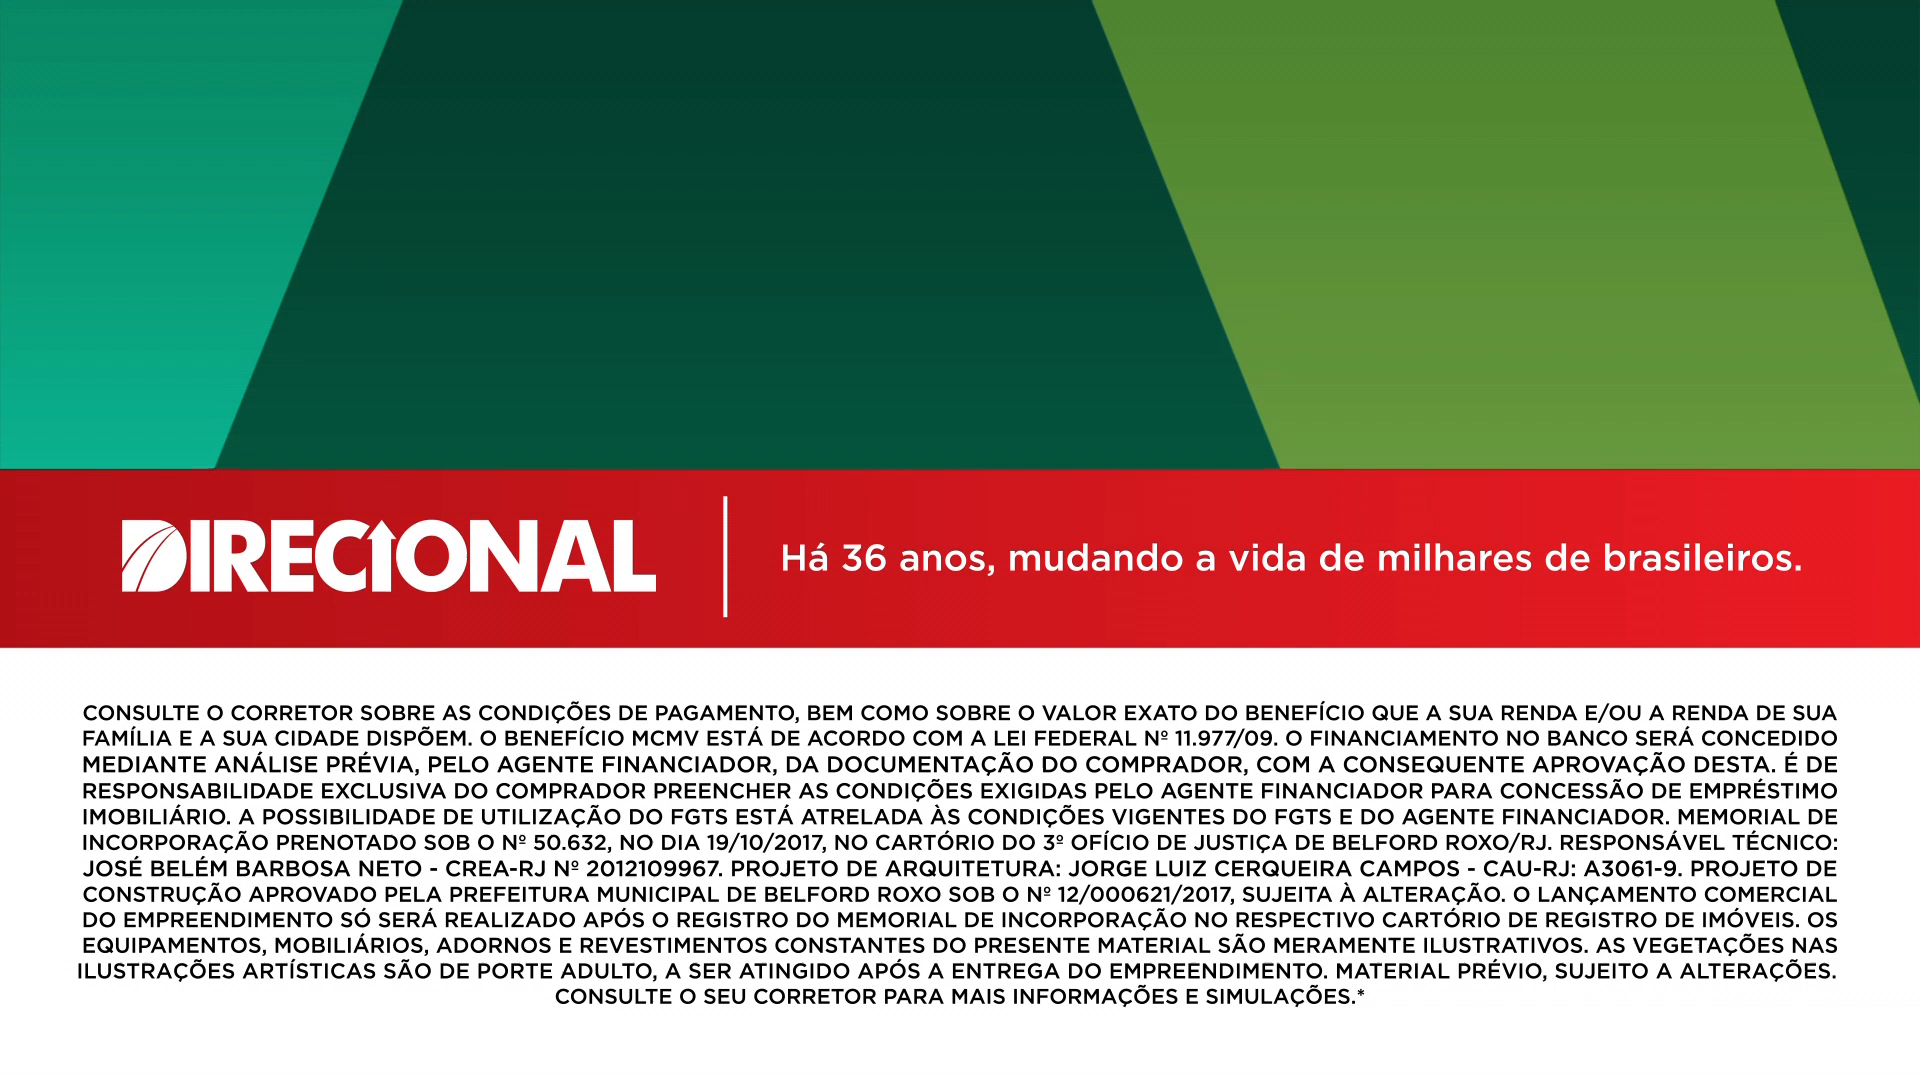 DIRECIONAL
Há 36 anos, mudando a vida de milhares de brasileiros.
CONSULTE O CORRETOR SOBRE AS CONDIÇÕES DE PAGAMENTO, BEM COMO SOBRE O VALOR EXATO DO BENEFÍCIO QUE A SUA RENDA E/OU A RENDA DE SUA
FAMÍLIA E A SUA CIDADE DISPÕEM. O BENEFÍCIO MCMV ESTÁ DE ACORDO COM A LEI FEDERAL Nº 11.977/09. O FINANCIAMENTO NO BANCO SERÁ CONCEDIDO
MEDIANTE ANÁLISE PRÉVIA, PELO AGENTE FINANCIADOR, DA DOCUMENTAÇÃO DO COMPRADOR, COM A CONSEQUENTE APROVAÇÃO DESTA. É DE
RESPONSABILIDADE EXCLUSIVA DO COMPRADOR PREENCHER AS CONDIÇÕES EXIGIDAS PELO AGENTE FINANCIADOR PARA CONCESSÃO DE EMPRÉSTIMO
IMOBILIÁRIO. A POSSIBILIDADE DE UTILIZAÇÃO DO FGTS ESTÁ ATRELADA ÀS CONDIÇÕES VIGENTES DO FGTS E DO AGENTE FINANCIADOR. MEMORIAL DE
INCORPORAÇÃO PRENOTADO SOB O Nº 50.632, NO DIA 19/10/2017, NO CARTÓRIO DO 3º OFÍCIO DE JUSTIÇA DE BELFORD ROXO/RJ. RESPONSÁVEL TÉCNICO:
JOSÉ BELÉM BARBOSA NETO - CREA-RJ Nº 2012109967. PROJETO DE ARQUITETURA: JORGE LUIZ CERQUEIRA CAMPOS - CAU-RJ: A3061-9. PROJETO DE
CONSTRUÇÃO APROVADO PELA PREFEITURA MUNICIPAL DE BELFORD ROXO SOB O Nº 12/000621/2017, SUJEITA À ALTERAÇÃO. O LANÇAMENTO COMERCIAL
DO EMPREENDIMENTO SÓ SERÁ REALIZADO APÓS O REGISTRO DO MEMORIAL DE INCORPORAÇÃO NO RESPECTIVO CARTÓRIO DE REGISTRO DE IMÓVEIS. OS
EQUIPAMENTOS, MOBILIÁRIOS, ADORNOS E REVESTIMENTOS CONSTANTES DO PRESENTE MATERIAL SÃO MERAMENTE ILUSTRATIVOS. AS VEGETAÇÕES NAS
ILUSTRAÇÕES ARTÍSTICAS SÃO DE PORTE ADULTO, A SER ATINGIDO APÓS A ENTREGA DO EMPREENDIMENTO. MATERIAL PRÉVIO, SUJEITO A ALTERAÇÕES.
CONSULTE O SEU CORRETOR PARA MAIS INFORMAÇÕES E SIMULAÇÕES.*